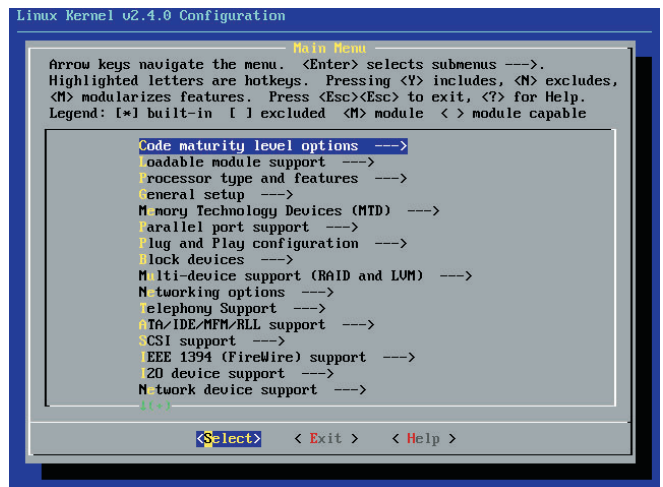 Linux Kernel v2.4.0 Configuration
Main Menu
Arrow keys navigate the menu. <Enter> selects submenus --->.
Highlighted letters are hotkeys. Pressing <Y> includes, <N> excludes,
<M> modularizes features. Press <Esc><Esc> to exit, <?> for Help.
Legend: [*] built-in [ ] excluded <M> module < > module capable
Code maturity level options --->
Loadable module support --->
Processor type and features --->
General setup --->
Memory Technology Devices (MTD) --->
Parallel port support --->
Plug and Play configuration --->
Block devices --->
Multi-device support (RAID and LVM) --->
Networking options --->
Telephony Support --->
ATA/IDE/MFM/RLL support --->
SCSI support --->
IEEE 1394 (FireWire) support --->
I2O device support --->
Network device support --->
<Select> < Exit > < Help >